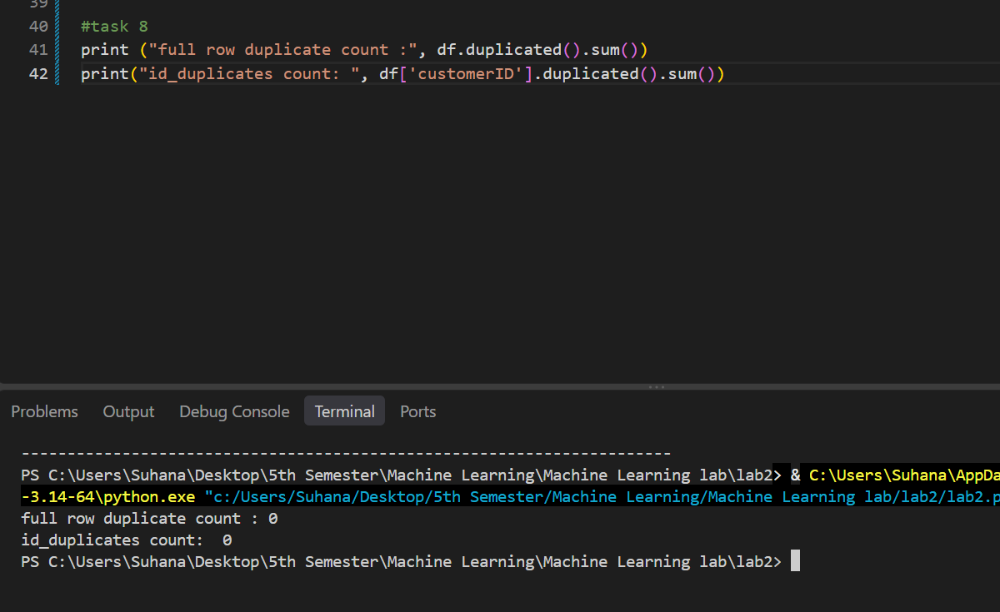 39
40 #task 8
41 print ("full row duplicate count :", df.duplicated().sum())
42 print("id_duplicates count: ", df['customerID'].duplicated().sum())
Problems Output Debug Console Terminal Ports
-----------------------------------------------------------------------
PS C:\Users\Suhana\Desktop\5th Semester\Machine Learning\Machine Learning lab\lab2> & C:\Users\Suhana\AppDa
-3.14-64\python.exe "c:/Users/Suhana/Desktop/5th Semester/Machine Learning/Machine Learning lab/lab2/lab2.p
full row duplicate count : 0
id_duplicates count:  0
PS C:\Users\Suhana\Desktop\5th Semester\Machine Learning\Machine Learning lab\lab2>